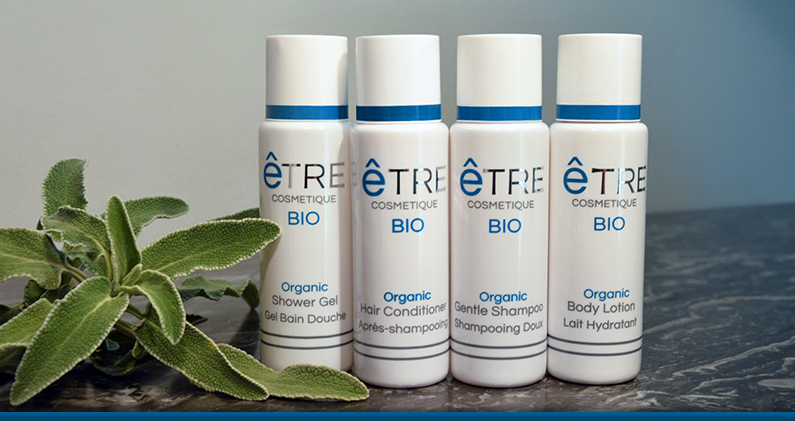 êTRE
COSMETIQUE
BIO
Organic
Shower Gel
Gel Bain Douche
êTRE
COSMETIQUE
BIO
Organic
Hair Conditioner
Après-shampooing
êTRE
COSMETIQUE
BIO
Organic
Gentle Shampoo
Shampooing Doux
êTRE
COSMETIQUE
BIO
Organic
Body Lotion
Lait Hydratant